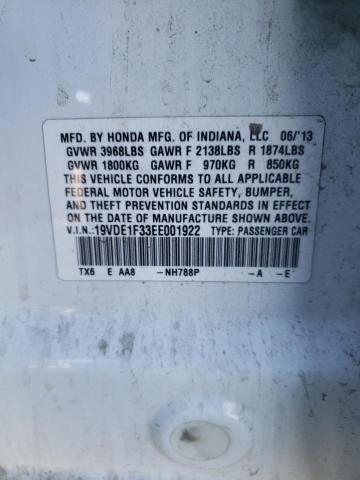 MFD. BY HONDA MFG. OF INDIANA, LLC 06/'13
GVWR 3968LBS GAWR F 2138LBS R 1874LBS
GVWR 1800KG GAWR F 970KG R 850KG
THIS VEHICLE CONFORMS TO ALL APPLICABLE
FEDERAL MOTOR VEHICLE SAFETY, BUMPER,
AND THEFT PREVENTION STANDARDS IN EFFECT
ON THE DATE OF MANUFACTURE SHOWN ABOVE.
V.I.N.:19VDE1F33EE001922 TYPE: PASSENGER CAR
TX6 E AA8 -NH788P -A -E